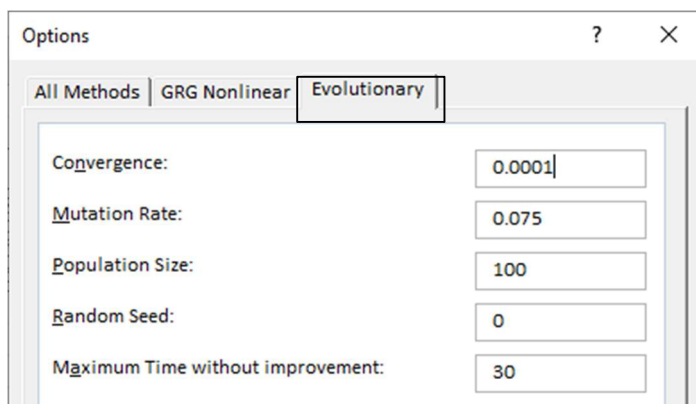 Options ? ×
All Methods GRG Nonlinear Evolutionary
Convergence: 0.0001
Mutation Rate: 0.075
Population Size: 100
Random Seed: 0
Maximum Time without improvement: 30